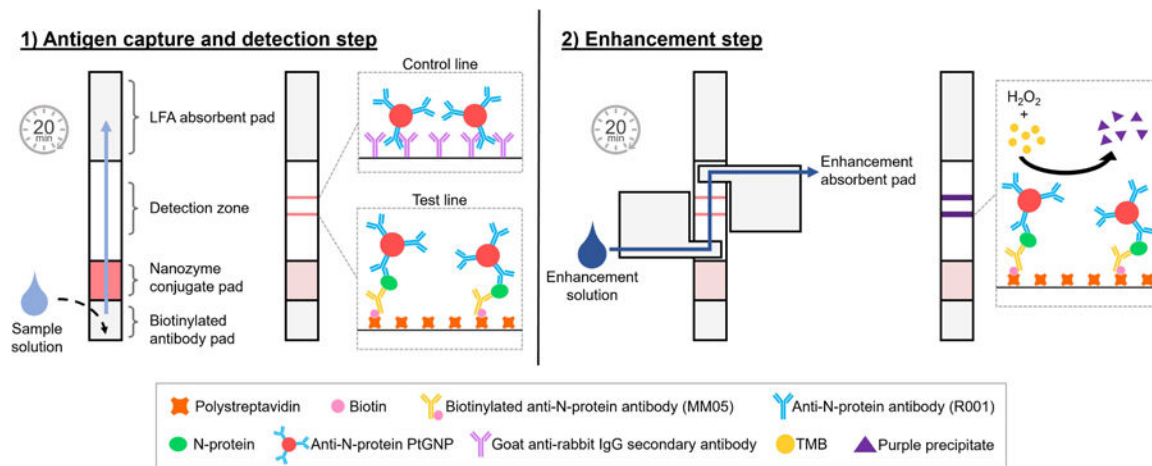 1) Antigen capture and detection step
20
min
LFA absorbent pad
Detection zone
Nanozyme
conjugate pad
Biotinylated
antibody pad
Sample
solution
Control line
Test line
2) Enhancement step
20
min
Enhancement
absorbent pad
Enhancement
solution
H₂O₂
+
Polystreptavidin
Biotin
Biotinylated anti-N-protein antibody (MM05)
Anti-N-protein antibody (R001)
N-protein
Anti-N-protein PtGNP
Goat anti-rabbit IgG secondary antibody
TMB
Purple precipitate